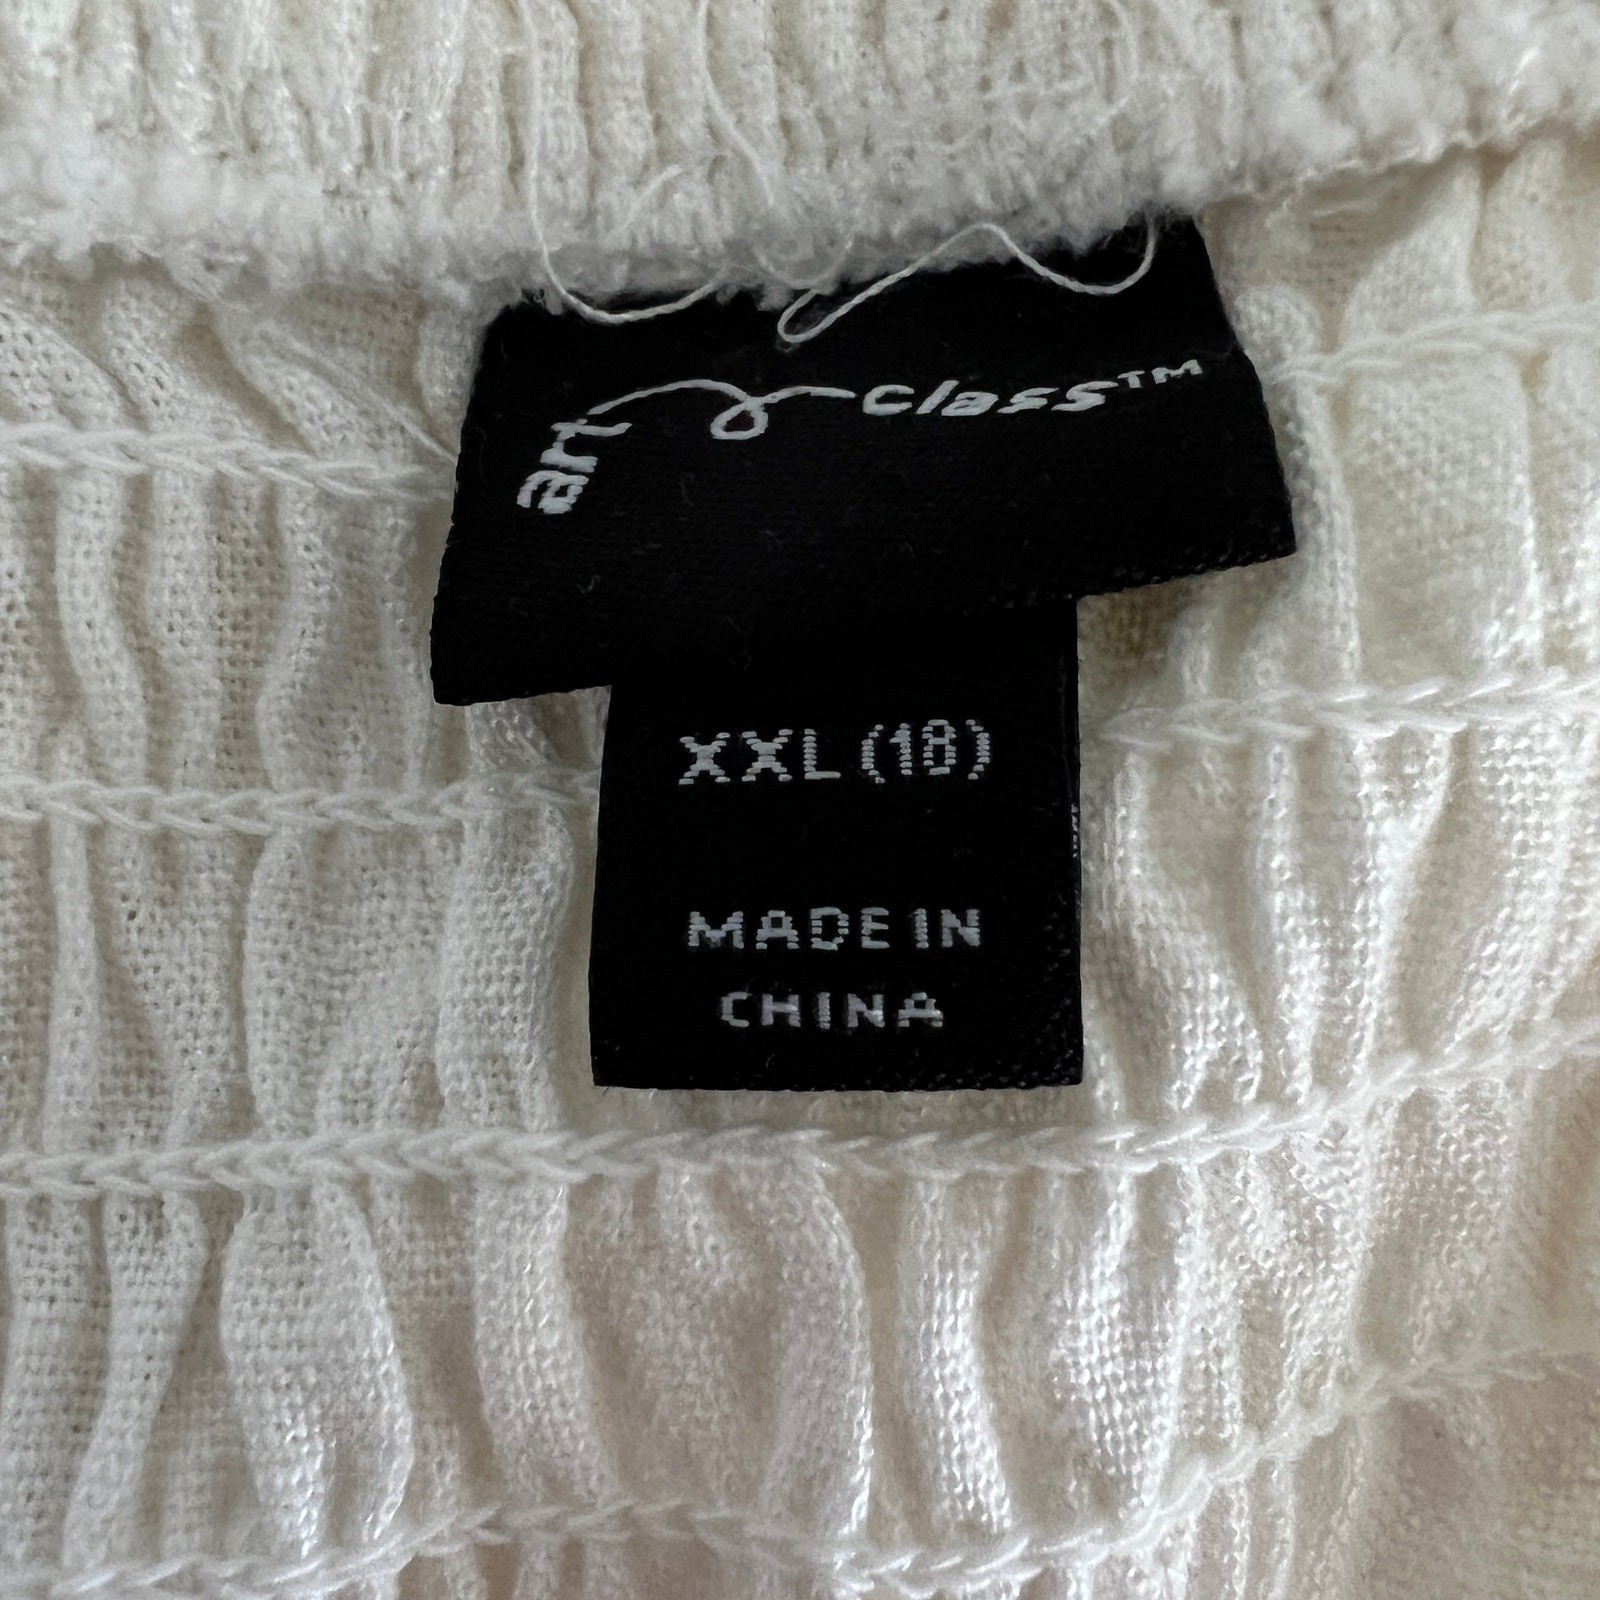 art class™
XXL (18)
MADE IN
CHINA